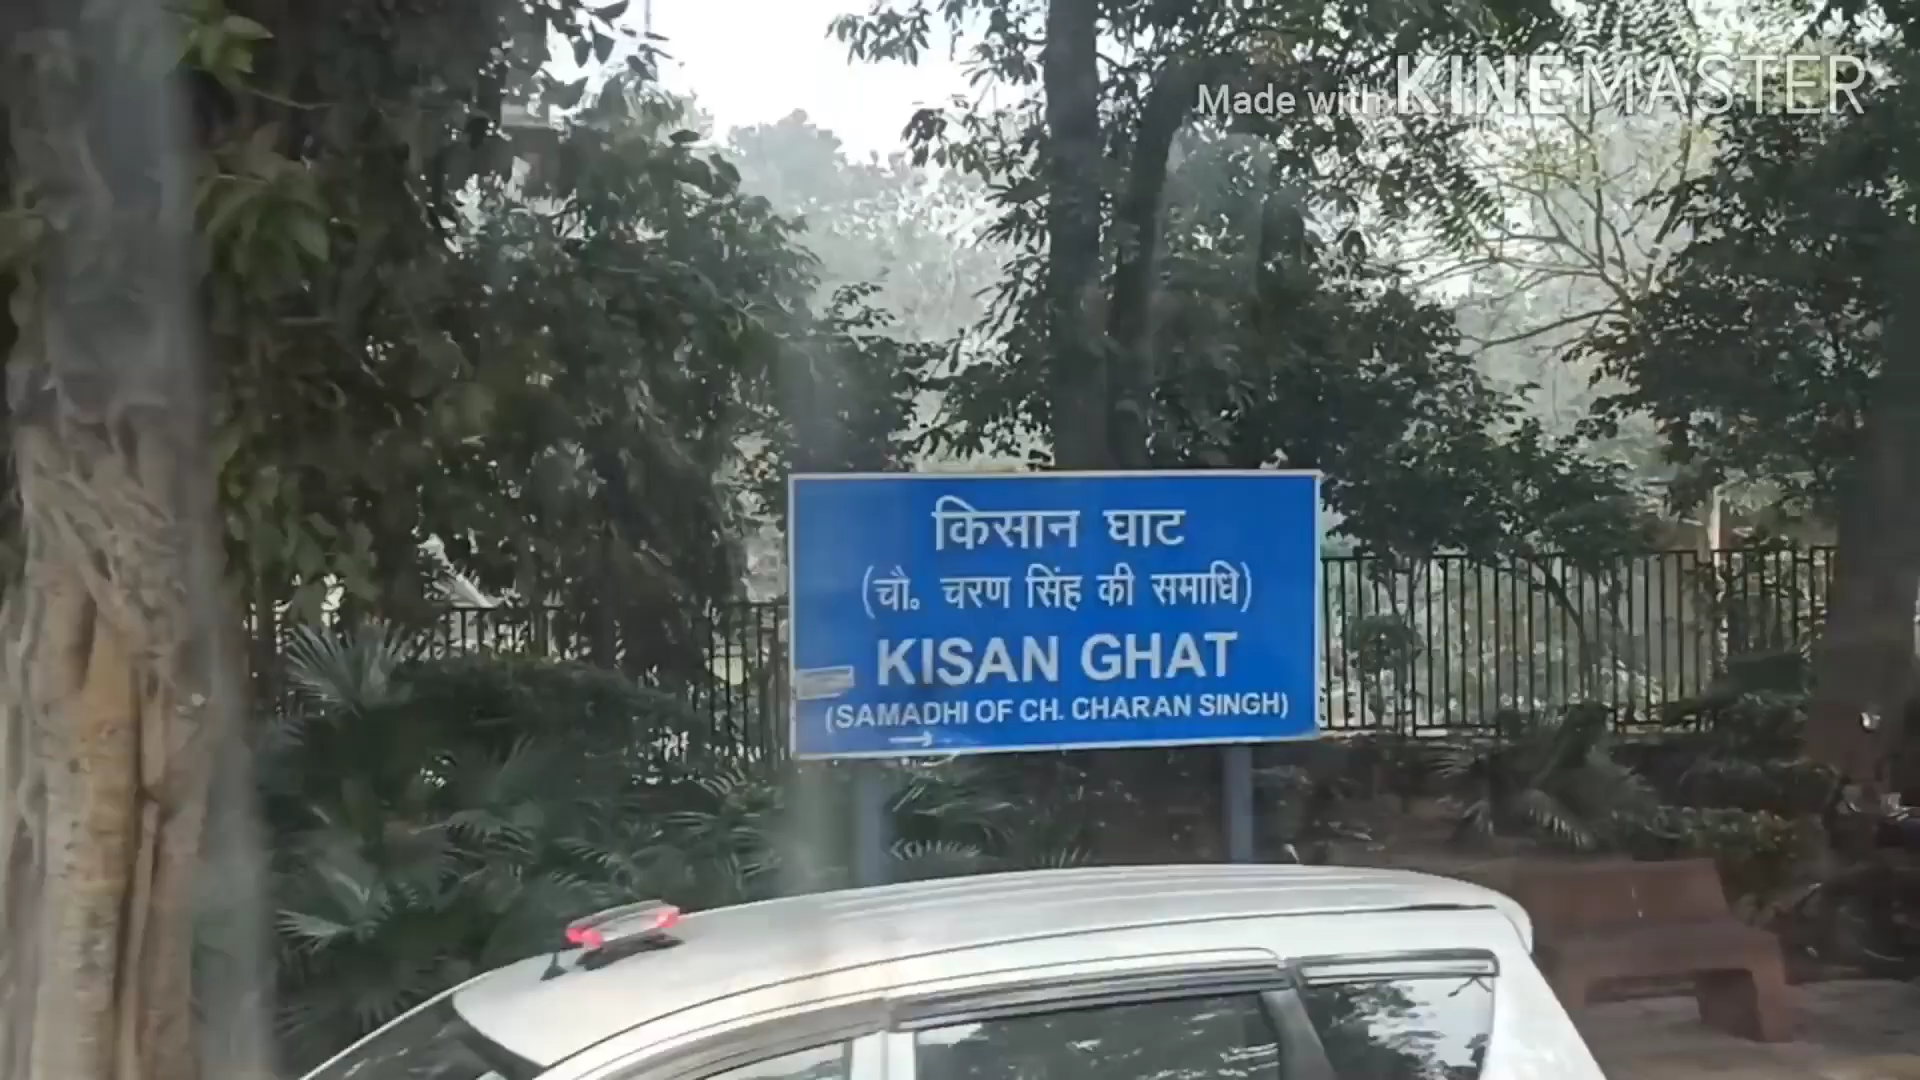 Made with KINEMASTER
किसान घाट
(चौ॰ चरण सिंह की समाधि)
KISAN GHAT
(SAMADHI OF CH. CHARAN SINGH)